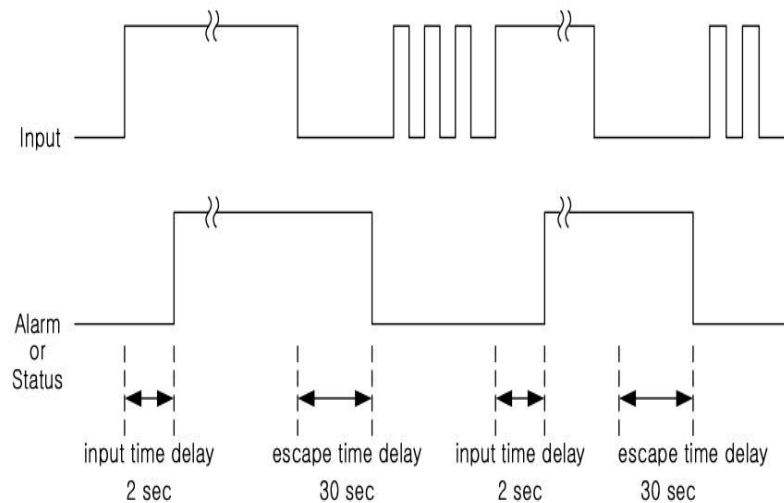 Input
Alarm
or
Status
input time delay
2 sec
escape time delay
30 sec
input time delay
2 sec
escape time delay
30 sec